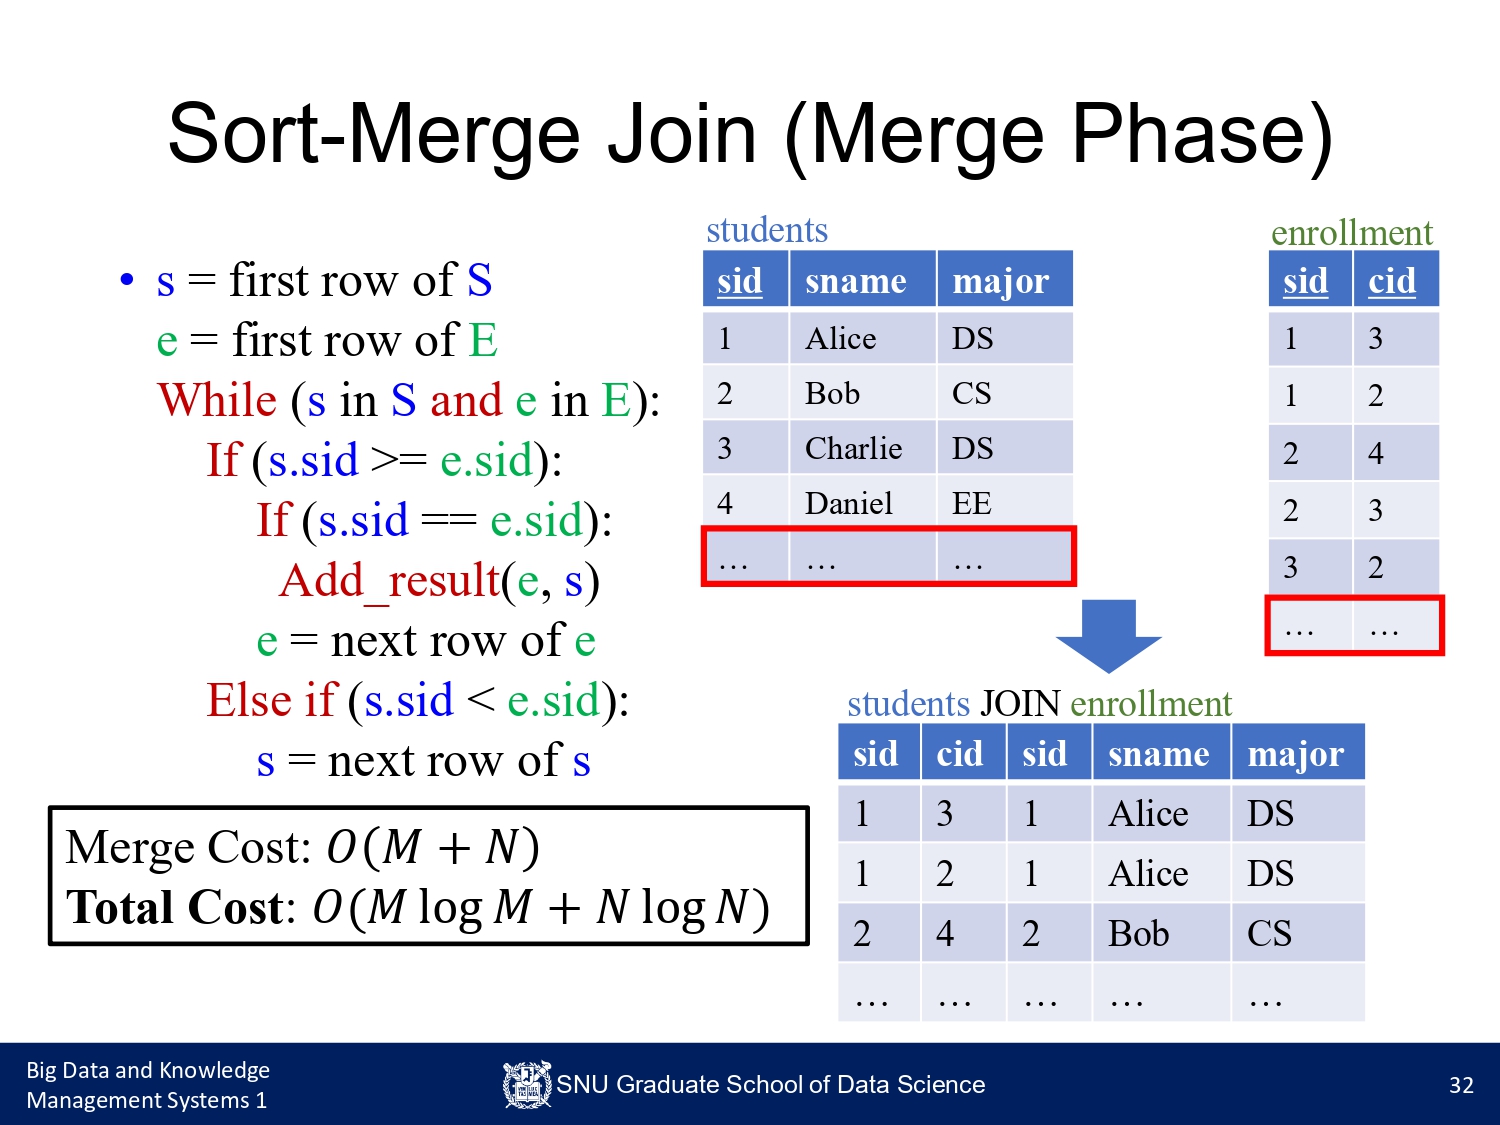 Sort-Merge Join (Merge Phase)
• s = first row of S
e = first row of E
While (s in S and e in E):
If (s.sid >= e.sid):
If (s.sid == e.sid):
Add_result(e, s)
e = next row of e
Else if (s.sid < e.sid):
s = next row of s
Merge Cost: O(M + N)
Total Cost: O(M log M + N log N)
students
sid sname major
1 Alice DS
2 Bob CS
3 Charlie DS
4 Daniel EE
… … …
enrollment
sid cid
1 3
1 2
2 4
2 3
3 2
… …
students JOIN enrollment
sid cid sid sname major
1 3 1 Alice DS
1 2 1 Alice DS
2 4 2 Bob CS
… … … … …
Big Data and Knowledge
Management Systems 1
SNU Graduate School of Data Science
32